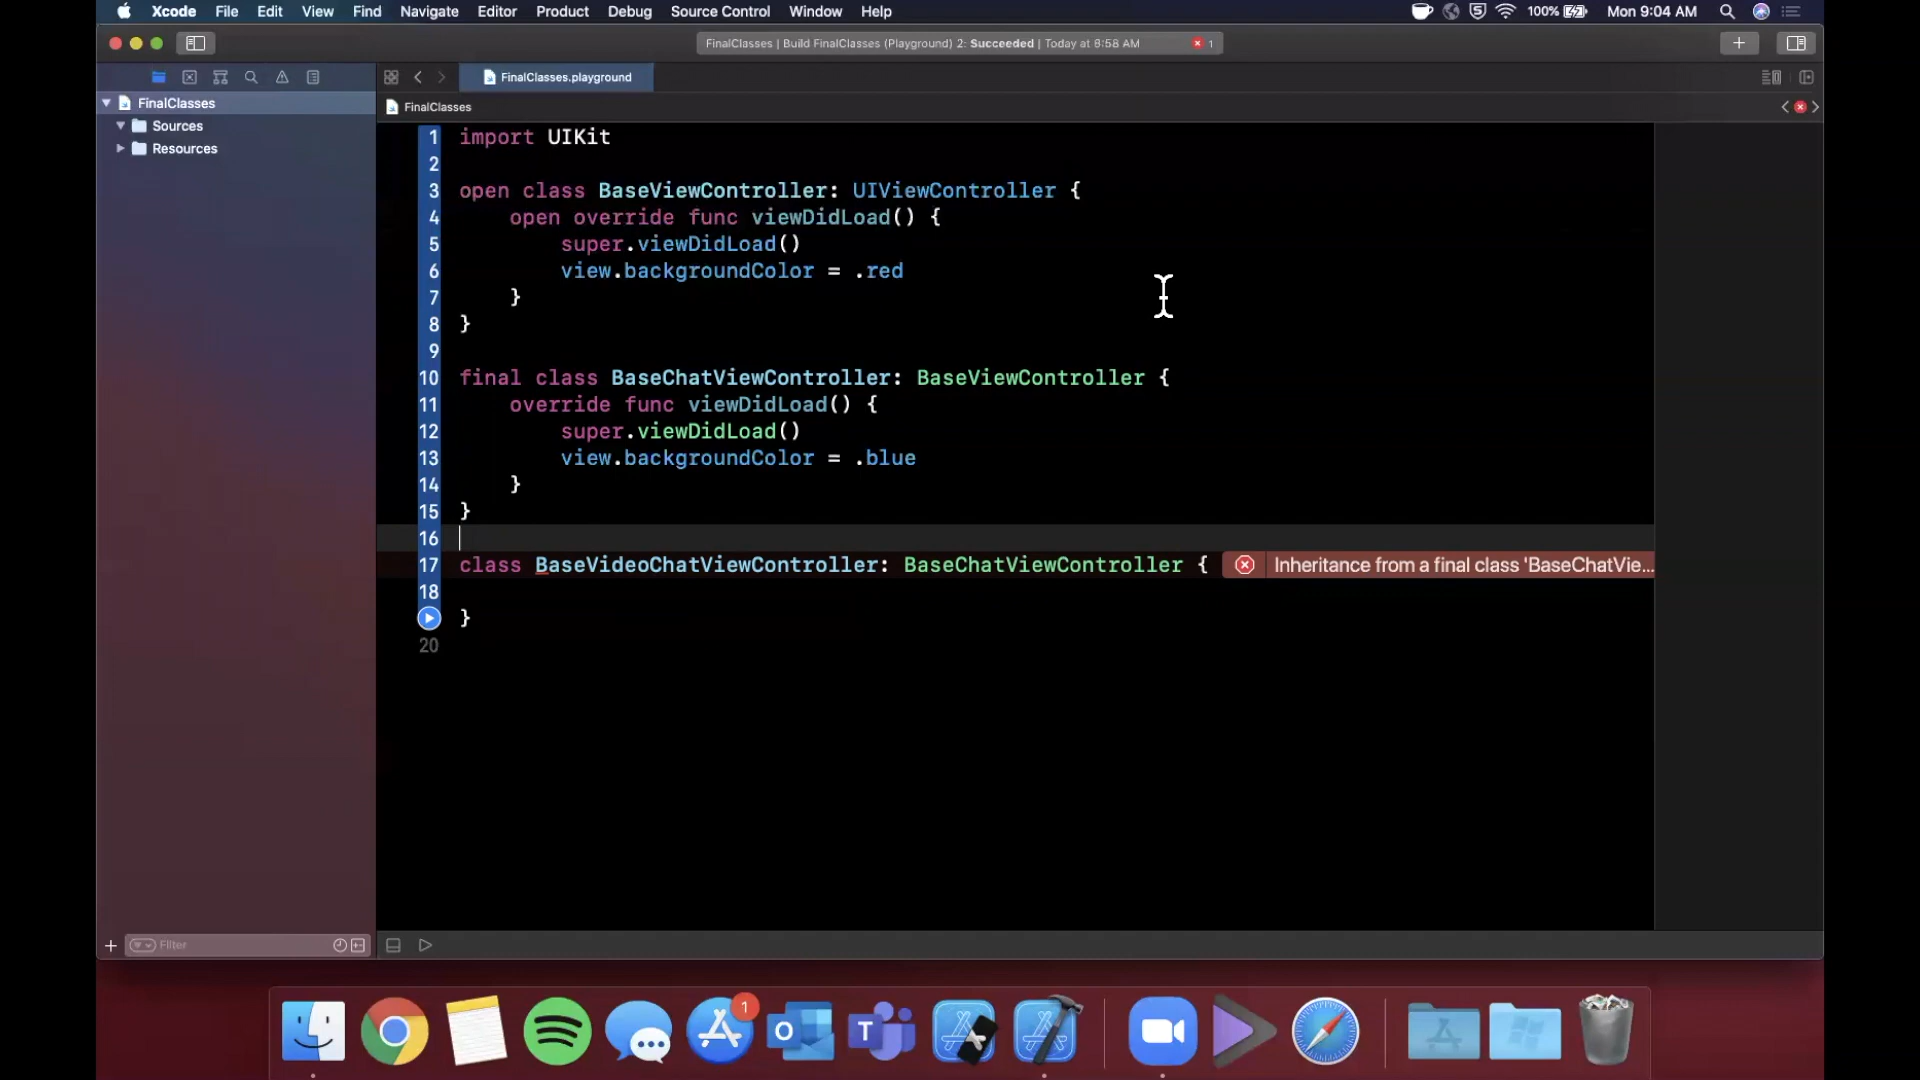 Xcode File Edit View Find Navigate Editor Product Debug Source Control Window Help 100% Mon 9:04 AM
FinalClasses | Build FinalClasses (Playground) 2: Succeeded | Today at 8:58 AM 1
FinalClasses.playground
FinalClasses
Sources
Resources
FinalClasses
1 import UIKit
2
3 open class BaseViewController: UIViewController {
4 open override func viewDidLoad() {
5 super.viewDidLoad()
6 view.backgroundColor = .red
7 }
8 }
9
10 final class BaseChatViewController: BaseViewController {
11 override func viewDidLoad() {
12 super.viewDidLoad()
13 view.backgroundColor = .blue
14 }
15 }
16
17 class BaseVideoChatViewController: BaseChatViewController { Inheritance from a final class 'BaseChatVie...
18
}
20
Filter
1